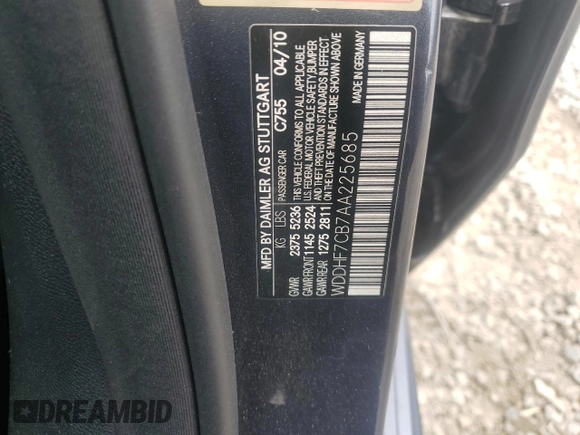 MFD BY DAIMLER AG STUTTGART
KG LBS PASSENGER CAR C755 04/10
GVWR 2375 5236 THIS VEHICLE CONFORMS TO ALL APPLICABLE
GAWR FRONT 1145 2524 U.S. FEDERAL MOTOR VEHICLE SAFETY, BUMPER
GAWR REAR 1275 2811 AND THEFT PREVENTION STANDARDS IN EFFECT
ON THE DATE OF MANUFACTURE SHOWN ABOVE
WDDHF7CB7AA225685 MADE IN GERMANY
DREAMBID